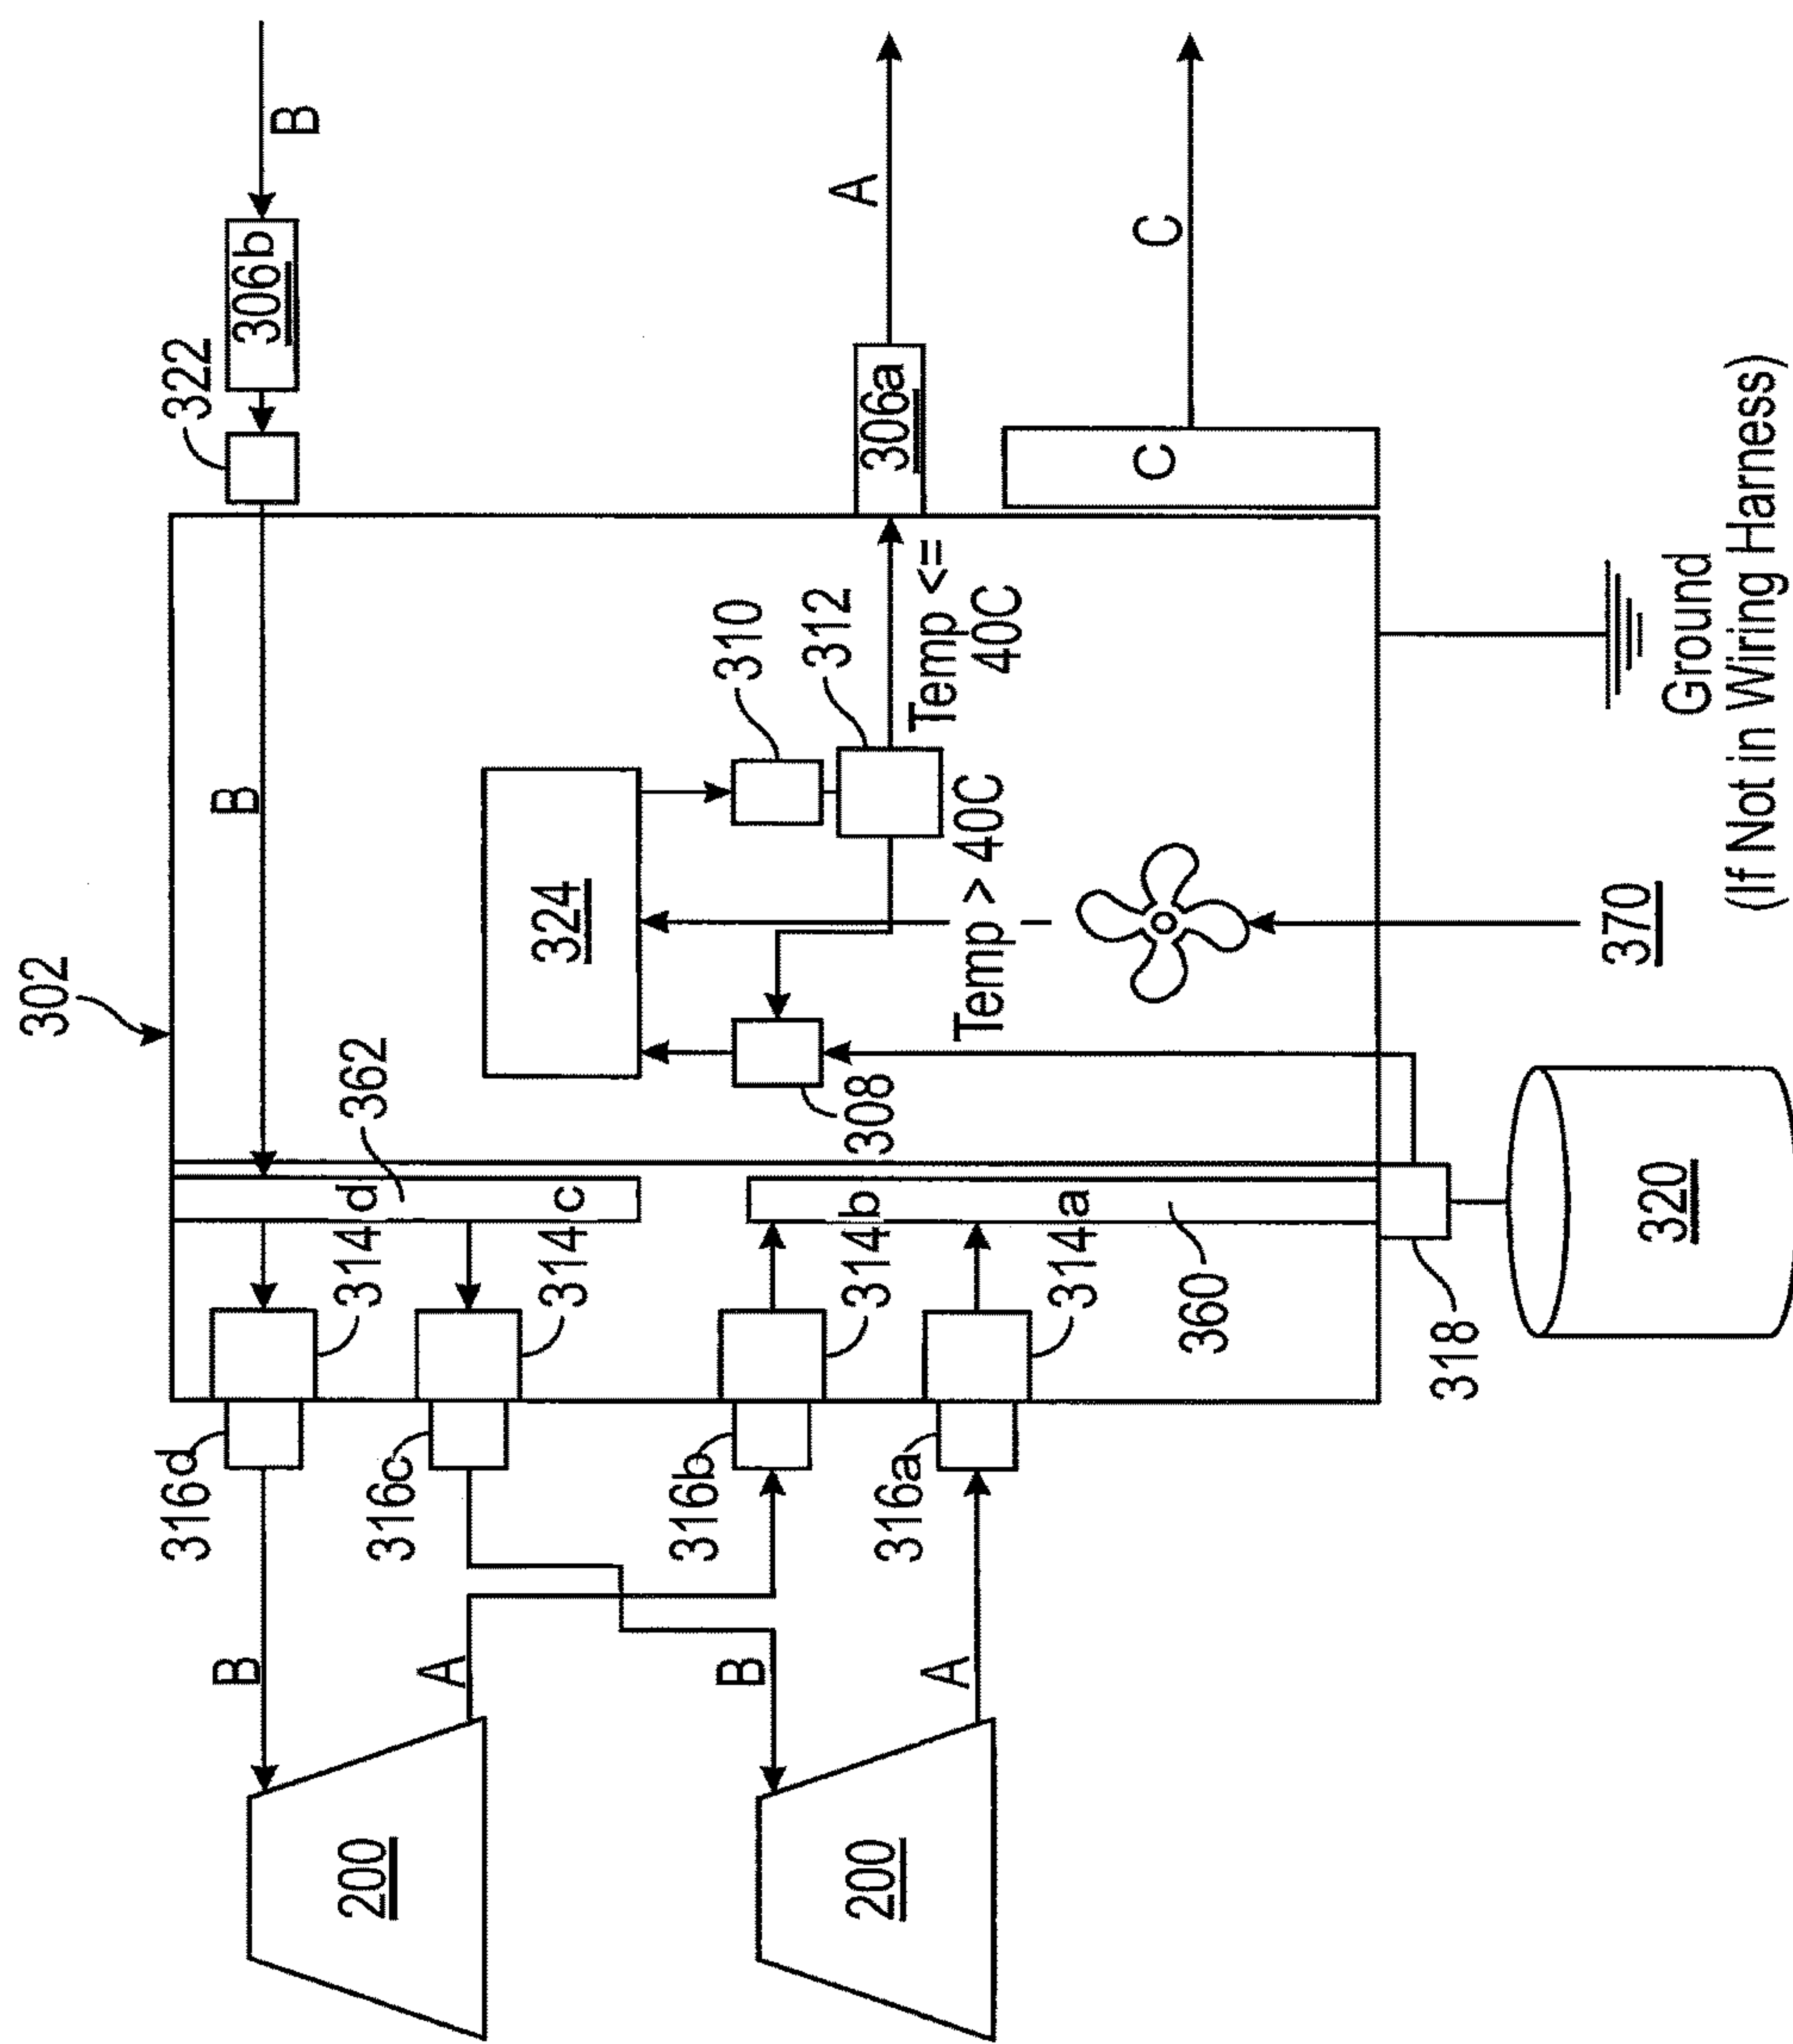 302
B
322
306b
316d
B
B
362
314d
200
316c
A
324
314c
316b
B
310
312
A
308
314b
306a
200
316a
A
Temp <=
40C
Temp > 40C
314a
C
C
360
318
370
320
Ground
(If Not in Wiring Harness)